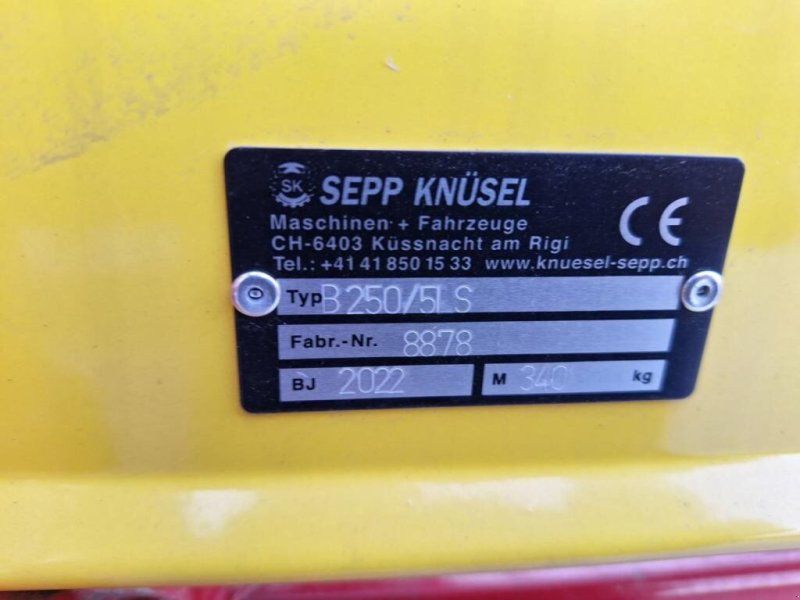 SK SEPP KNÜSEL
Maschinen + Fahrzeuge
CH-6403 Küssnacht am Rigi
Tel.: +41 41 850 15 33 www.knuesel-sepp.ch
CE
Typ B250/5LS
Fabr.-Nr. 8878
BJ 2022 M 340 kg